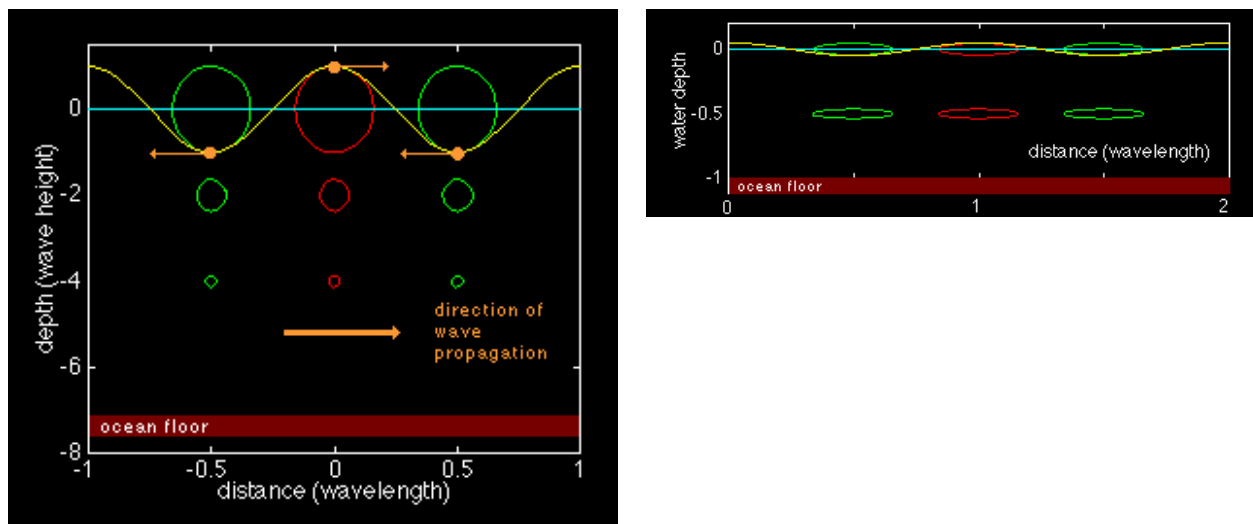 0
-2
-4
-6
-8
depth (wave height)
direction of
wave
propagation
ocean floor
-1
-0.5
0
0.5
1
distance (wavelength)
0
-0.5
-1
water depth
distance (wavelength)
ocean floor
0
1
2